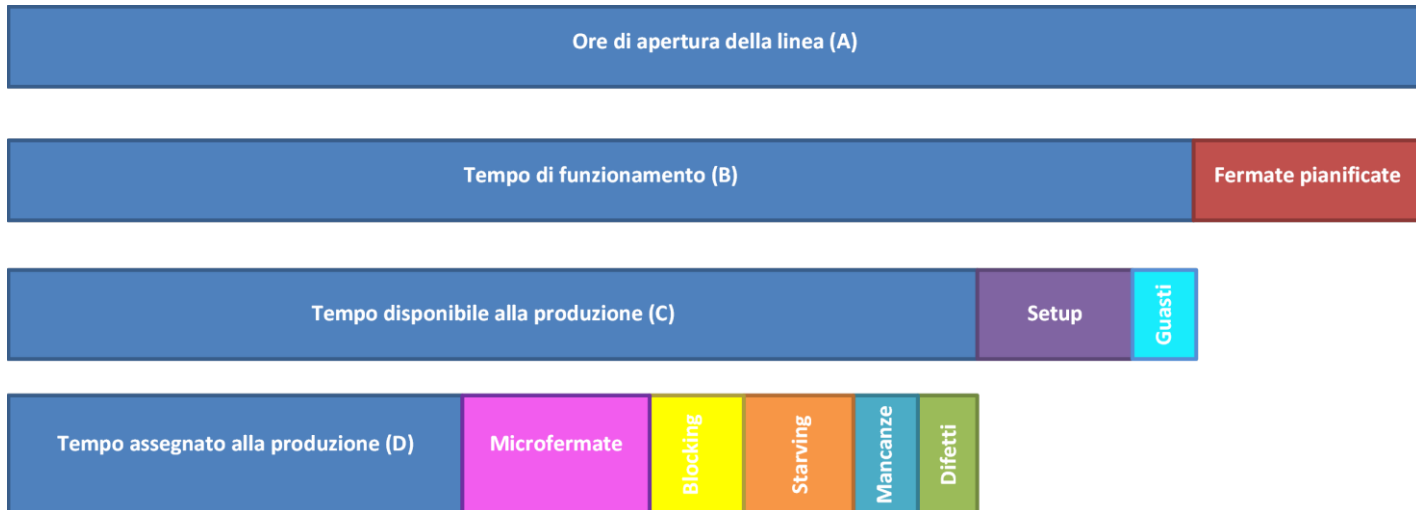 Ore di apertura della linea (A)
Tempo di funzionamento (B)
Fermate pianificate
Tempo disponibile alla produzione (C)
Setup
Guasti
Tempo assegnato alla produzione (D)
Microfermate
Blocking
Starving
Mancanze
Difetti